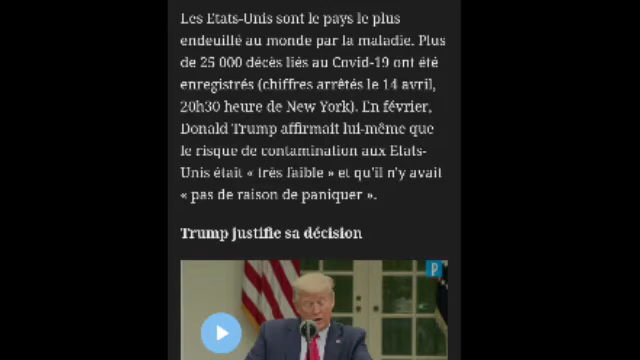 Les Etats-Unis sont le pays le plus
endeuillé au monde par la maladie. Plus
de 25 000 décès liés au Covid-19 ont été
enregistrés (chiffres arrêtés le 14 avril,
20h30 heure de New York). En février,
Donald Trump affirmait lui-même que
le risque de contamination aux Etats-
Unis était « très faible » et qu'il n'y avait
« pas de raison de paniquer ».
Trump justifie sa décision
P